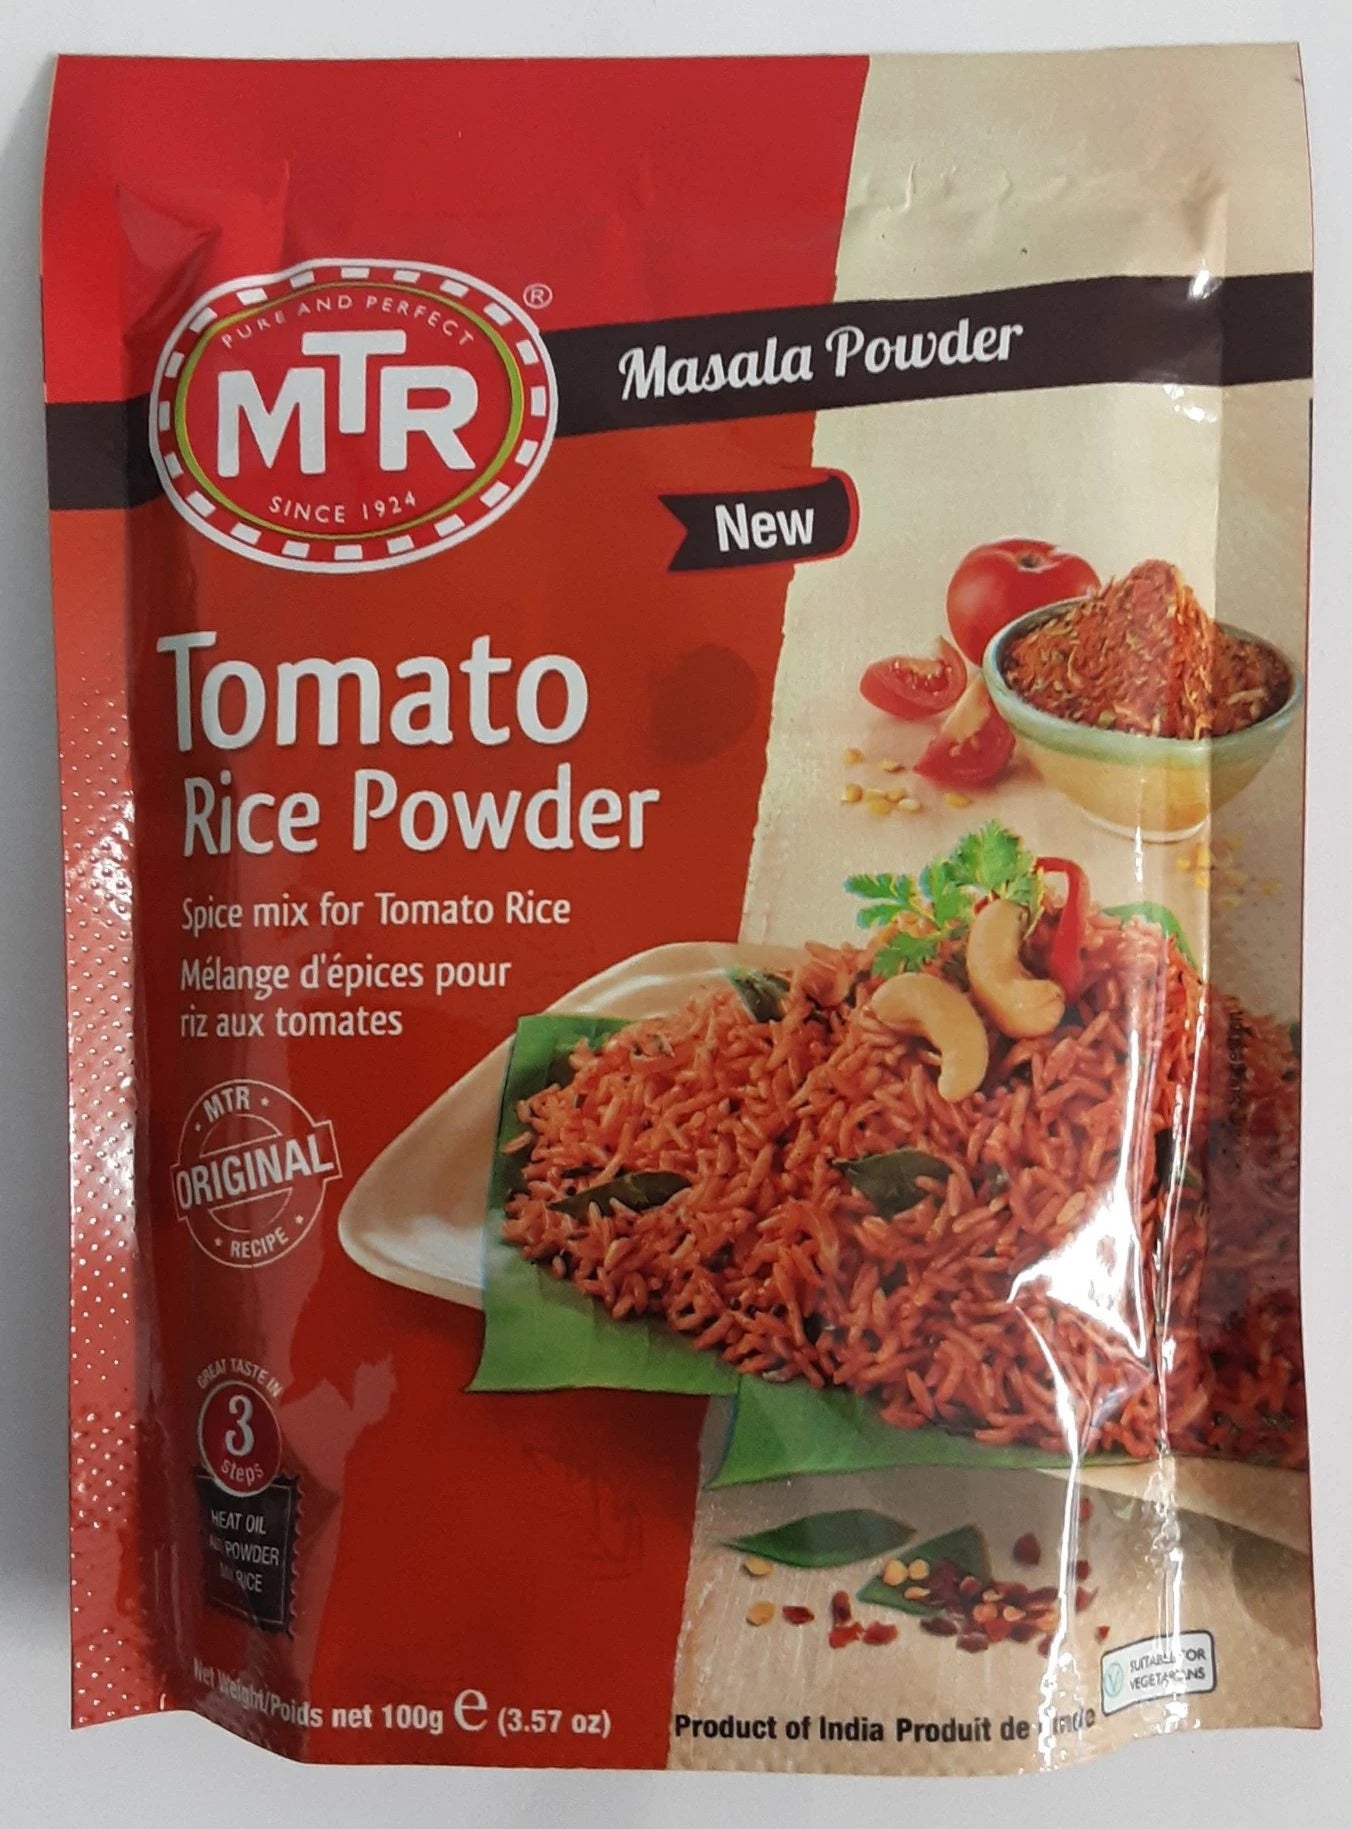 PURE AND PERFECT
MTR
SINCE 1924
®
Masala Powder
New
Tomato
Rice Powder
Spice mix for Tomato Rice
Mélange d'épices pour
riz aux tomates
MTR
ORIGINAL
RECIPE
GREAT TASTE IN
3
steps
HEAT OIL
POWDER
RICE
Net Weight/Poids net 100g e (3.57 oz)
Product of India Produit de
SUITABLE FOR
VEGETARIANS